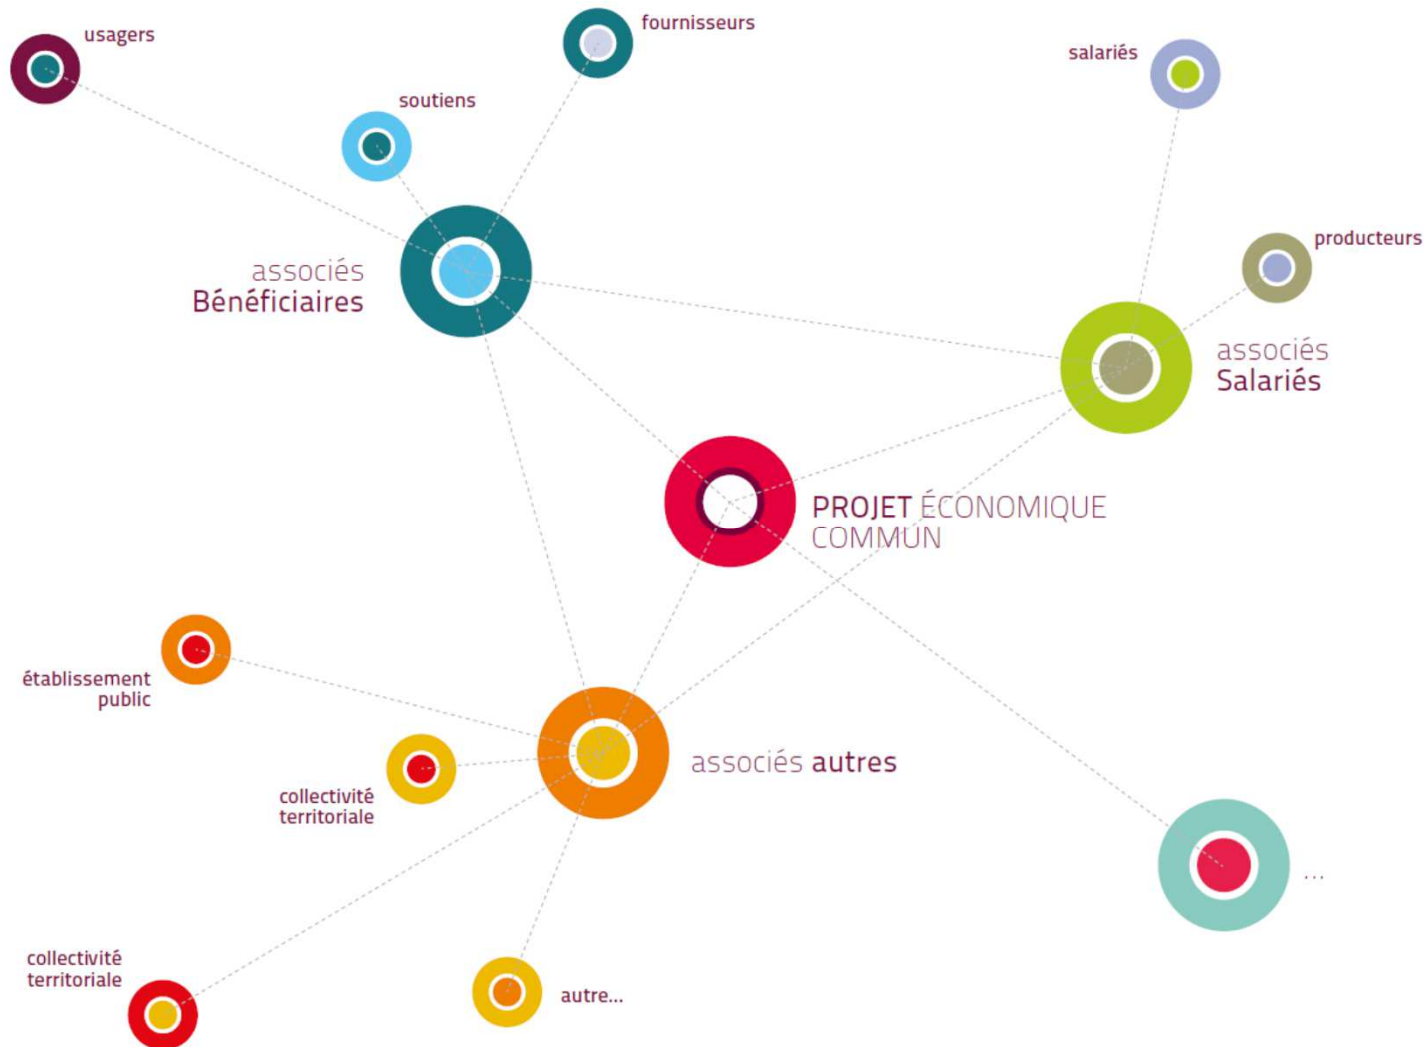 usagers
fournisseurs
salariés
soutiens
producteurs
associés
Bénéficiaires
associés
Salariés
PROJET ÉCONOMIQUE
COMMUN
établissement
public
associés autres
collectivité
territoriale
...
collectivité
territoriale
autre...